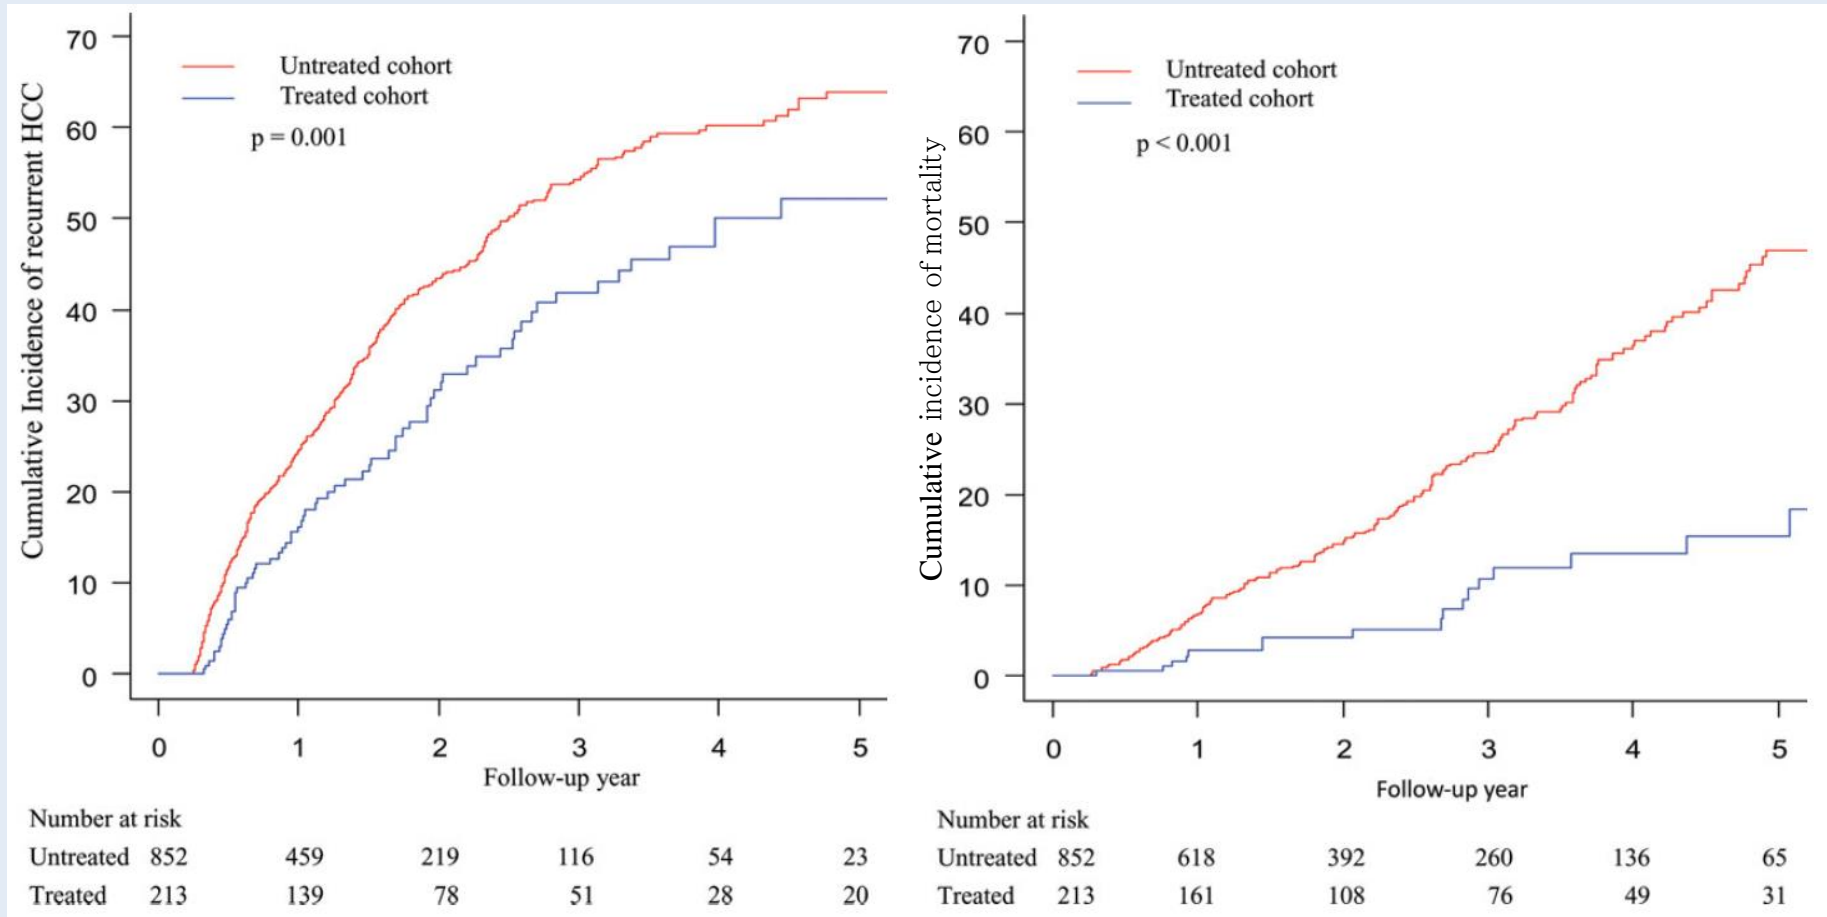 70
60
50
40
30
20
10
0
Cumulative Incidence of recurrent HCC
Untreated cohort
Treated cohort
p = 0.001
0 1 2 3 4 5
Follow-up year
Number at risk
Untreated 852 459 219 116 54 23
Treated 213 139 78 51 28 20
70
60
50
40
30
20
10
0
Cumulative incidence of mortality
Untreated cohort
Treated cohort
p < 0.001
0 1 2 3 4 5
Follow-up year
Number at risk
Untreated 852 618 392 260 136 65
Treated 213 161 108 76 49 31